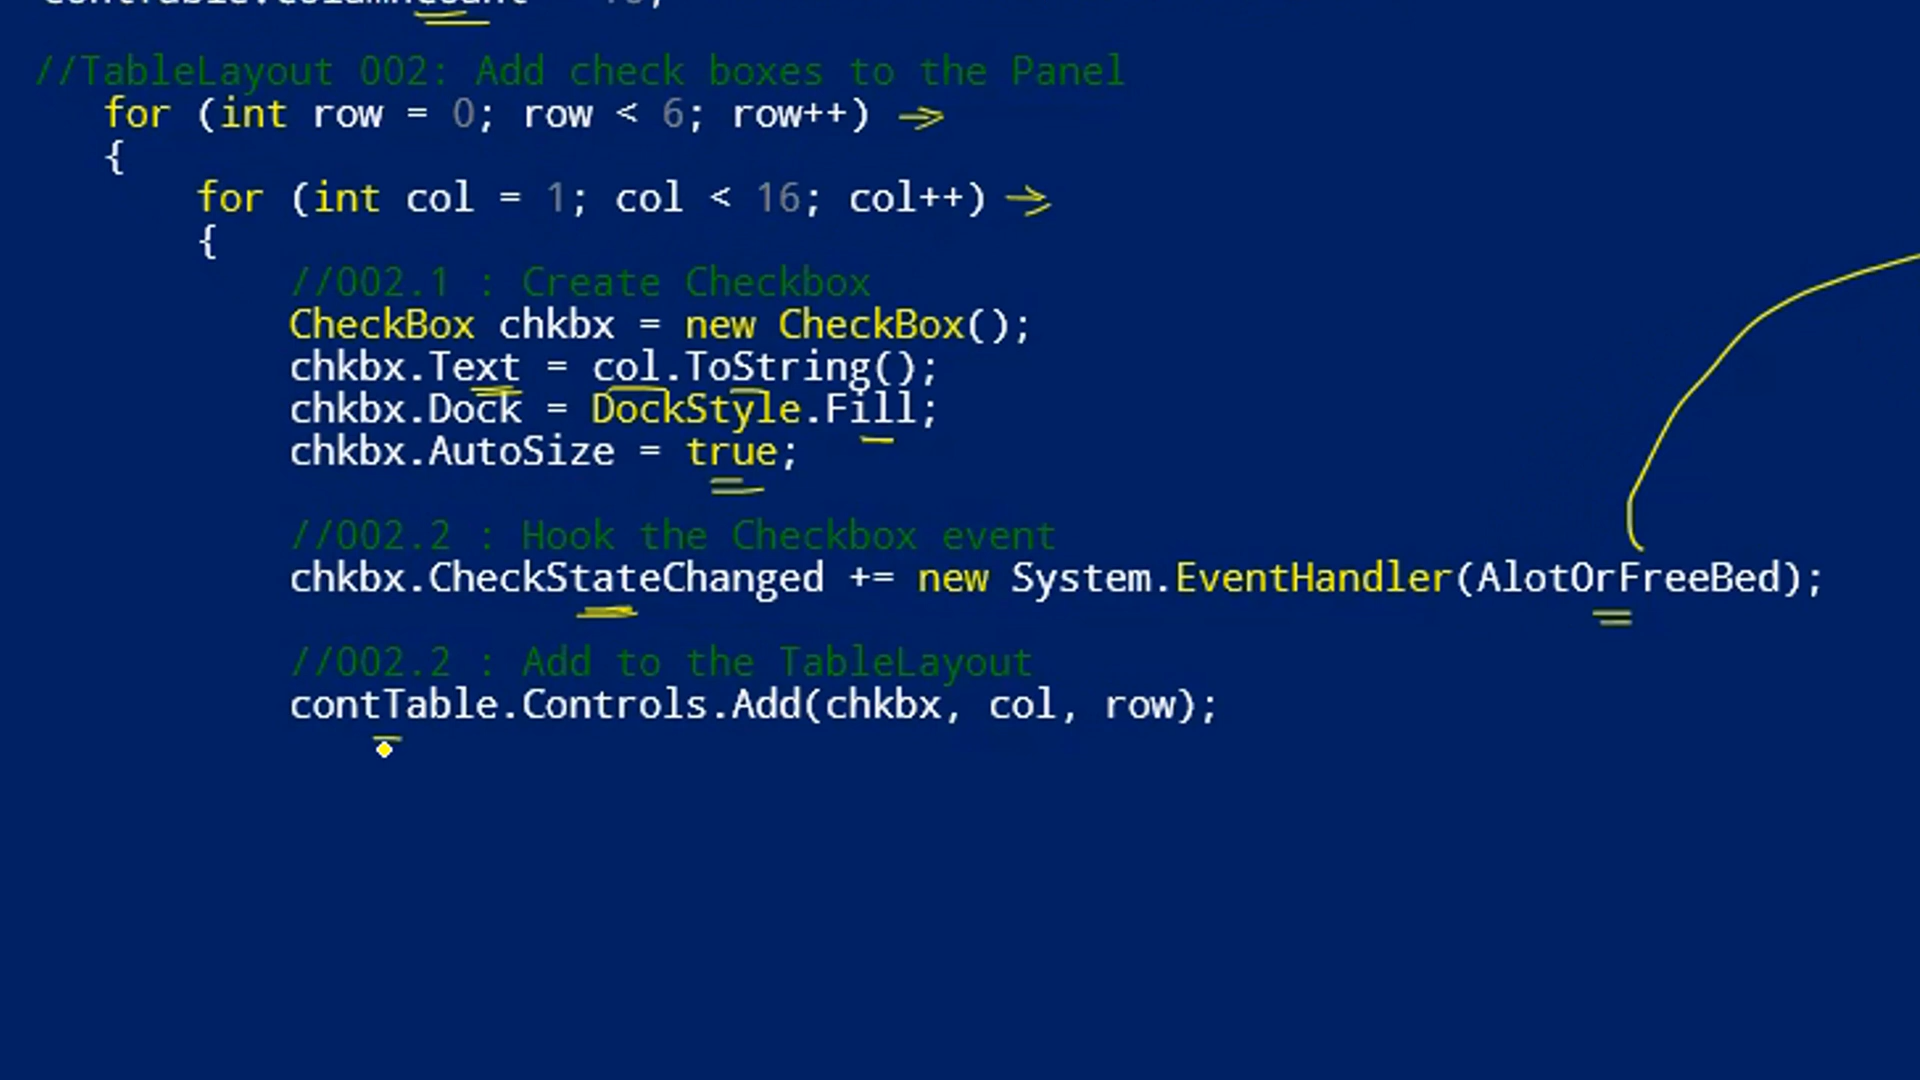 //TableLayout 002: Add check boxes to the Panel
for (int row = 0; row < 6; row++)
{
for (int col = 1; col < 16; col++)
{
//002.1 : Create Checkbox
CheckBox chkbx = new CheckBox();
chkbx.Text = col.ToString();
chkbx.Dock = DockStyle.Fill;
chkbx.AutoSize = true;
//002.2 : Hook the Checkbox event
chkbx.CheckStateChanged += new System.EventHandler(AlotOrFreeBed);
//002.2 : Add to the TableLayout
contTable.Controls.Add(chkbx, col, row);